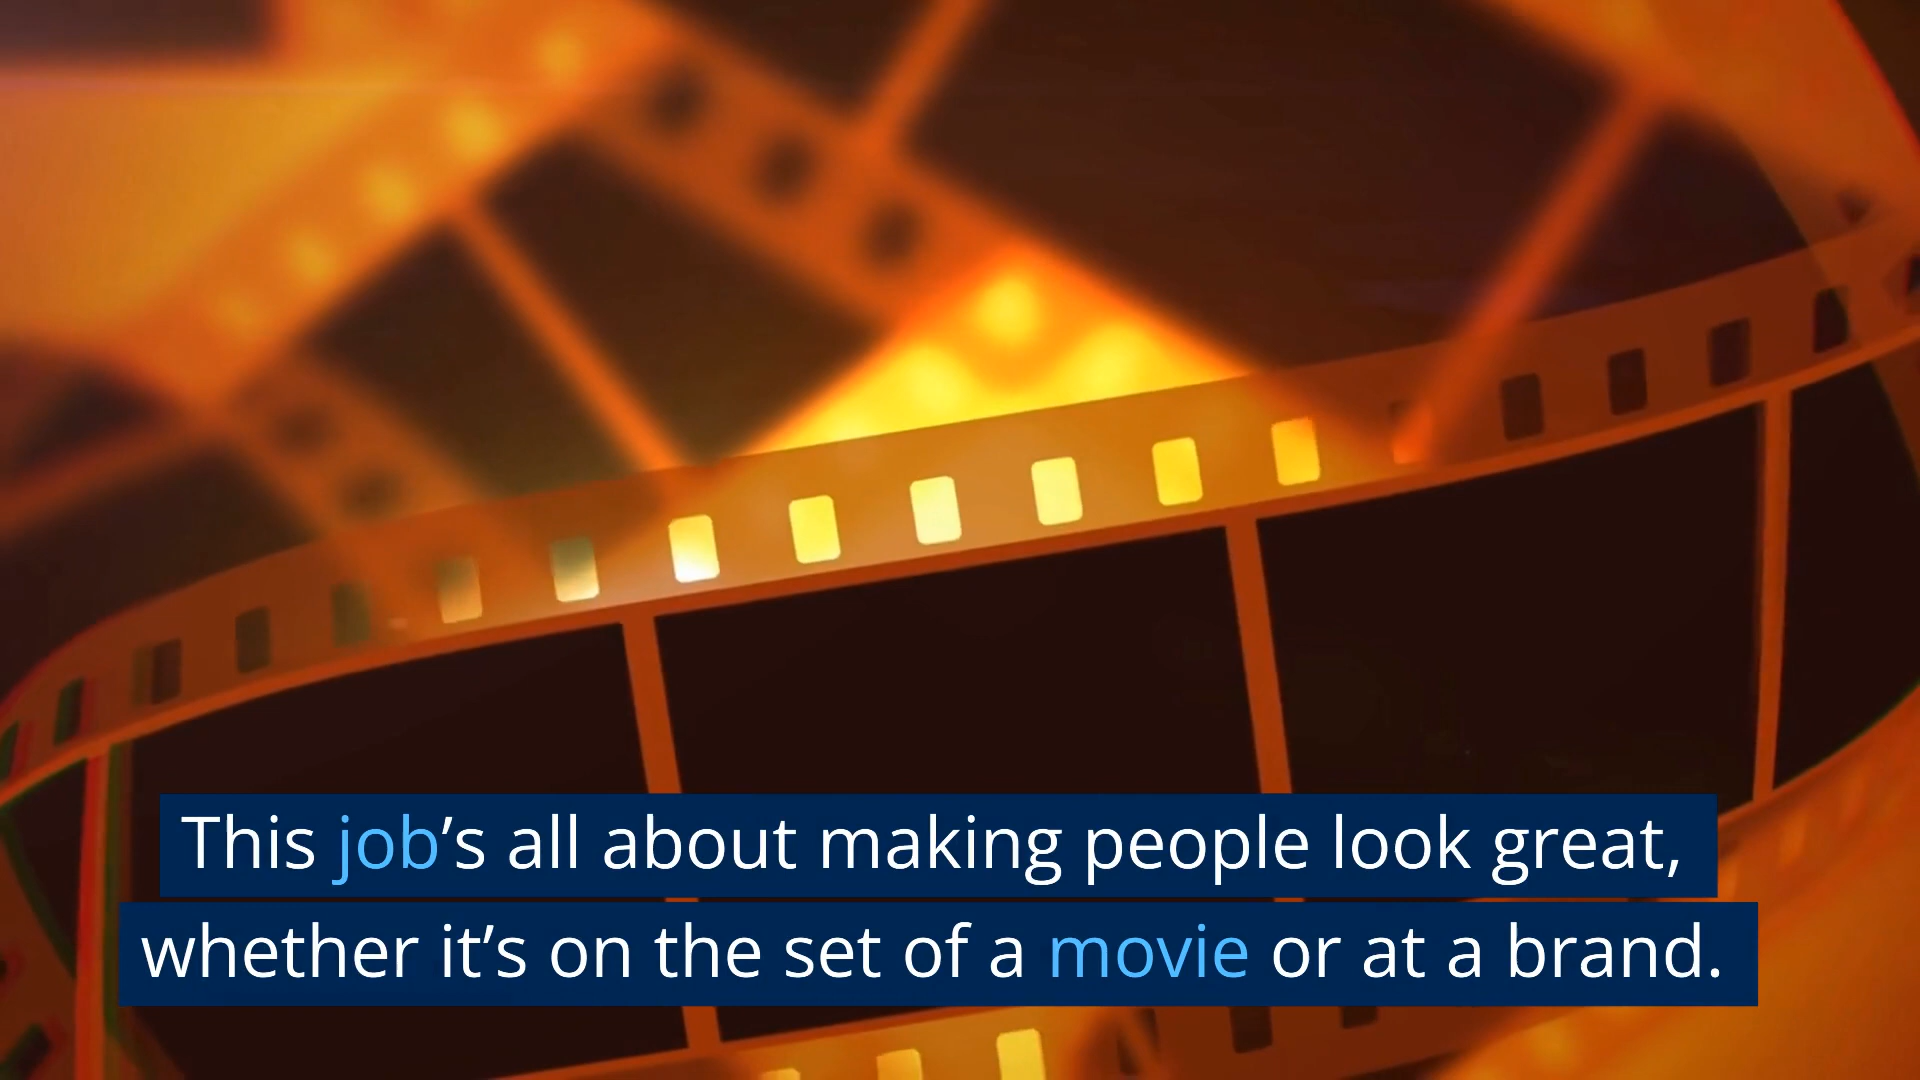 This job’s all about making people look great,
whether it’s on the set of a movie or at a brand.